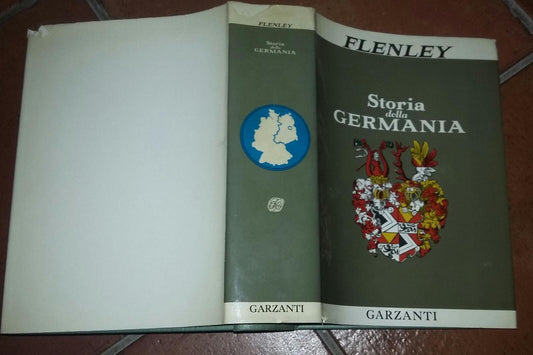 FLENLEY
Storia
della
GERMANIA
GARZANTI
FLENLEY
Storia
della
GERMANIA
GARZANTI